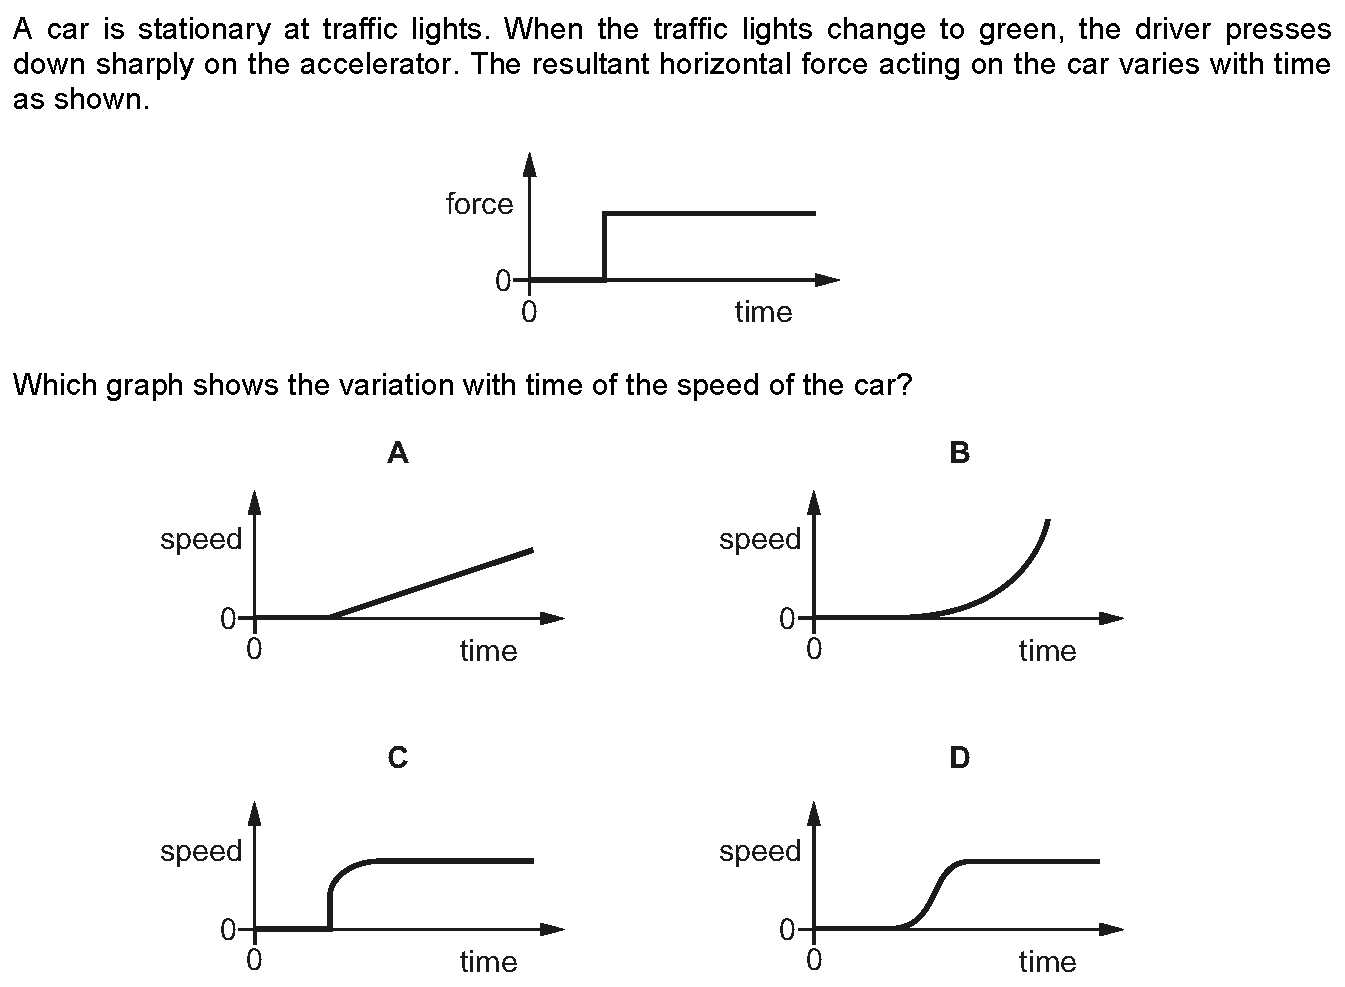 A car is stationary at traffic lights. When the traffic lights change to green, the driver presses
down sharply on the accelerator. The resultant horizontal force acting on the car varies with time
as shown.
force
0
0
time
Which graph shows the variation with time of the speed of the car?
A
speed
0
0
time
B
speed
0
0
time
C
speed
0
0
time
D
speed
0
0
time